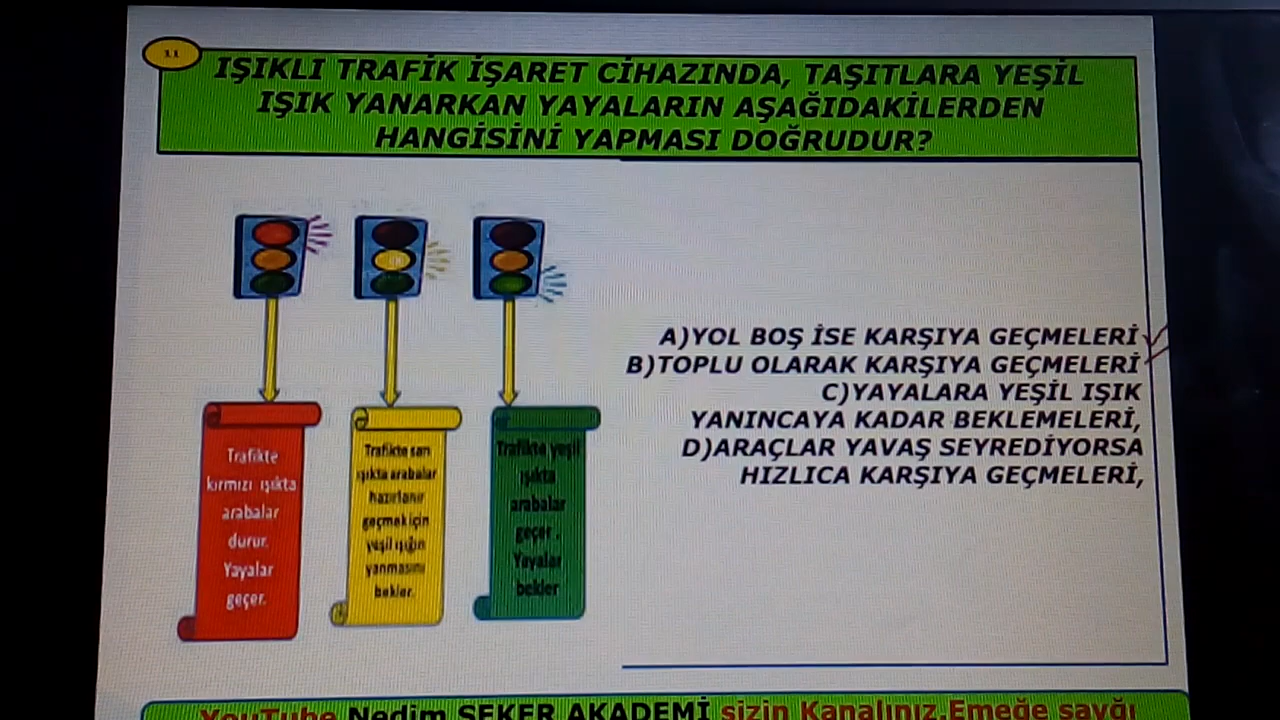 11
IŞIKLI TRAFİK İŞARET CİHAZINDA, TAŞITLARA YEŞİL
IŞIK YANARKAN YAYALARIN AŞAĞIDAKİLERDEN
HANGİSİNİ YAPMASI DOĞRUDUR?
A)YOL BOŞ İSE KARŞIYA GEÇMELERİ
B)TOPLU OLARAK KARŞIYA GEÇMELERİ
C)YAYALARA YEŞİL IŞIK
YANINCAYA KADAR BEKLEMELERİ,
D)ARAÇLAR YAVAŞ SEYREDİYORSA
HIZLICA KARŞIYA GEÇMELERİ,
Trafikte
kırmızı ışıkta
arabalar
durur.
Yayalar
geçer.
Trafikte sarı
ışıkta arabalar
hazırlanır
geçmek için
yeşil ışığın
yanmasını
bekler.
Trafikte yeşil
ışıkta
arabalar
geçer.
Yayalar
bekler
YouTube Nedim ŞEKER AKADEMİ sizin Kanalınız.Emeğe saygı